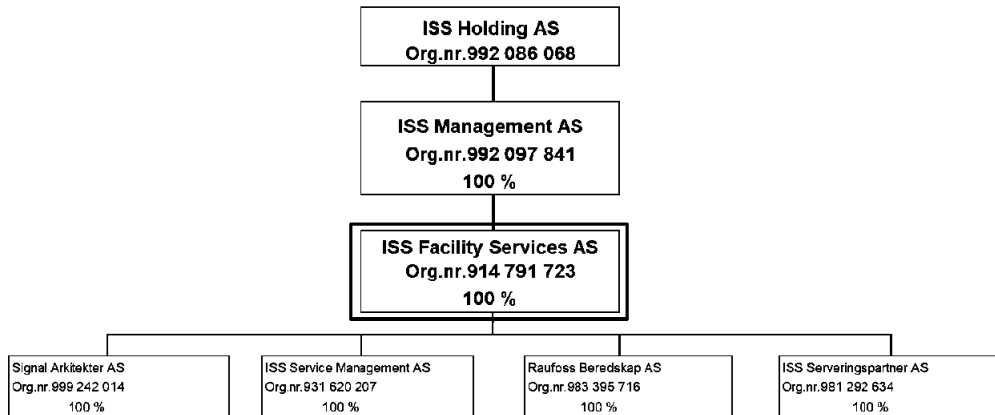 ISS Holding AS
Org.nr.992 086 068
ISS Management AS
Org.nr.992 097 841
100 %
ISS Facility Services AS
Org.nr.914 791 723
100 %
Signal Arkitekter AS
Org.nr.999 242 014
100 %
ISS Service Management AS
Org.nr.931 620 207
100 %
Raufoss Beredskap AS
Org.nr.983 395 716
100 %
ISS Serveringspartner AS
Org.nr.981 292 634
100 %